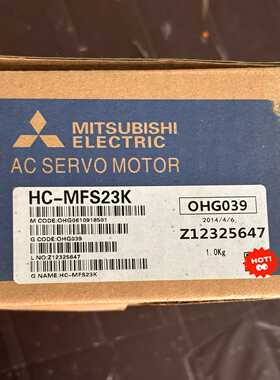 MITSUBISHI
ELECTRIC
AC SERVO MOTOR
HC-MFS23K
OHG039
M CODE:OHG0610918501
2014/4/6
Z12325647
G CODE:OHG039
1.0Kg
L NO:Z12325647
HOT!
G NAME:HC-MFS23K